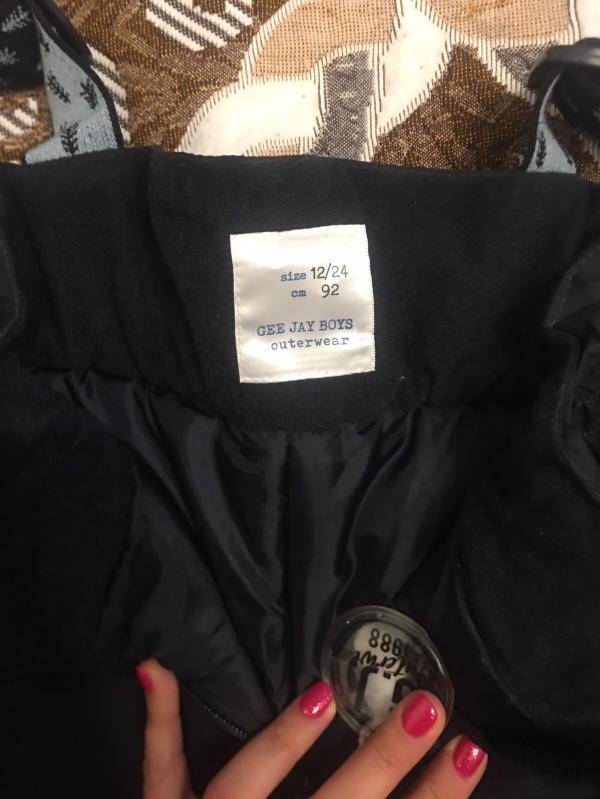 size 12/24
cm 92
GEE JAY BOYS
outerwear
1988